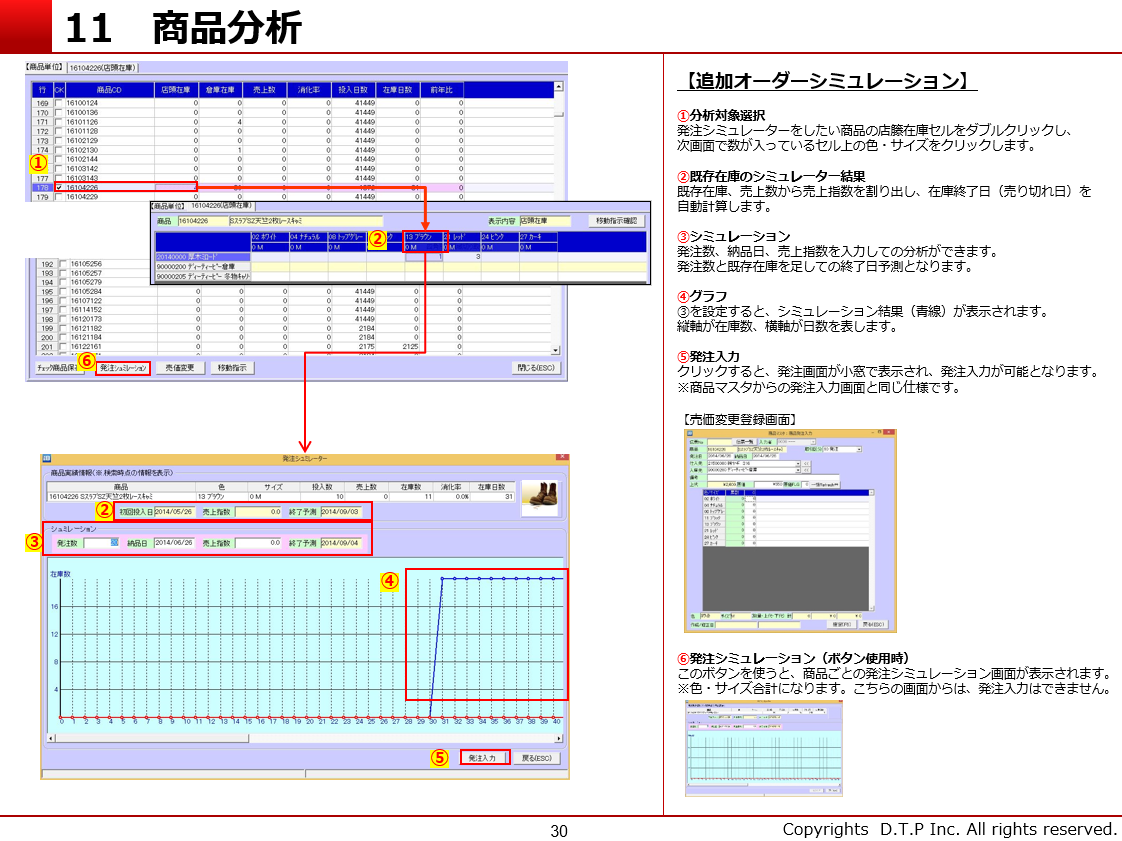 11 商品分析
【商品単位】 16104226(店頭在庫)
行 CK 商品CD 店頭在庫 倉庫在庫 売上数 消化率 投入日数 在庫日数 前年比
169 16100124 0 0 0 0 41449 0 0
170 16100136 0 0 0 0 41449 0 0
171 16101126 0 4 0 0 41449 0 0
172 16101128 0 0 0 0 41449 0 0
173 16102129 0 0 0 0 41449 0 0
174 16102130 0 1 0 0 41449 0 0
16102144 0 0 0 0 41449 0 0
16103142 0 0 0 0 41449 0 0
177 16103143 0 0 0 0 41449 0 0
178 16104226
179 16104229 0 0 0 0 41449 0 0
①
【商品単位】 16104226(店頭在庫)
商品 16104226 SスラブSZ天竺2枚レースキャミ 表示内容 店頭在庫 移動指示確認
02 ホワイト 04 ナチュラル 08 トップグレー 13 ブラウン 24 ピンク 27 カーキ
0 M 0 M 0 M 0 M 0 M 0 M 0 M
②
20140000 厚木ヨロード 1 3
90000200 ディーティーピー倉庫
90000205 ディーティーピー 冬物キャリ
192 16105256
193 16105257
194 16105279
195 16105284 0 0 0 0 41449 0 0
196 16107122 0 0 0 0 41449 0 0
197 16114152 0 0 0 0 41449 0 0
198 16120173 0 0 0 0 41449 0 0
199 16121182 0 0 0 0 2184 0 0
200 16121184 0 0 0 0 2184 0 0
201 16122161 0 0 0 0 2175 2125 0
⑥
チェック商品保 発注シュミレーション 売価変更 移動指示 閉じる(ESC)
発注シュミレーター
商品実績情報(※ 検索時点の情報を表示)
商品 色 サイズ 投入数 売上数 在庫数 消化率 在庫日数
16104226 SスラブSZ天竺2枚レースキャミ 13 ブラウン 0 M 10 0 11 0.0% 31
② 初回投入日 2014/05/26 売上指数 0.0 終了予測 2014/09/03
シュミレーション
③ 発注数 納品日 2014/06/26 売上指数 0.0 終了予測 2014/09/04
在庫数
④
16
12
8
4
0 1 2 3 4 5 6 7 8 9 10 11 12 13 14 15 16 17 18 19 20 21 22 23 24 25 26 27 28 29 30 31 32 33 34 35 36 37 38 39 40
⑤ 発注入力 戻る(ESC)
【追加オーダーシミュレーション】
①分析対象選択
発注シミュレーターをしたい商品の店籐在庫セルをダブルクリックし、
次画面で数が入っているセル上の色・サイズをクリックします。
②既存在庫のシミュレーター結果
既存在庫、売上数から売上指数を割り出し、在庫終了日（売り切れ日）を
自動計算します。
③シミュレーション
発注数、納品日、売上指数を入力しての分析ができます。
発注数と既存在庫を足しての終了日予測となります。
④グラフ
③を設定すると、シミュレーション結果（青線）が表示されます。
縦軸が在庫数、横軸が日数を表します。
⑤発注入力
クリックすると、発注画面が小窓で表示され、発注入力が可能となります。
※商品マスタからの発注入力画面と同じ仕様です。
【売価変更登録画面】
⑥発注シミュレーション（ボタン使用時）
このボタンを使うと、商品ごとの発注シミュレーション画面が表示されます。
※色・サイズ合計になります。こちらの画面からは、発注入力はできません。
30
Copyrights D.T.P Inc. All rights reserved.